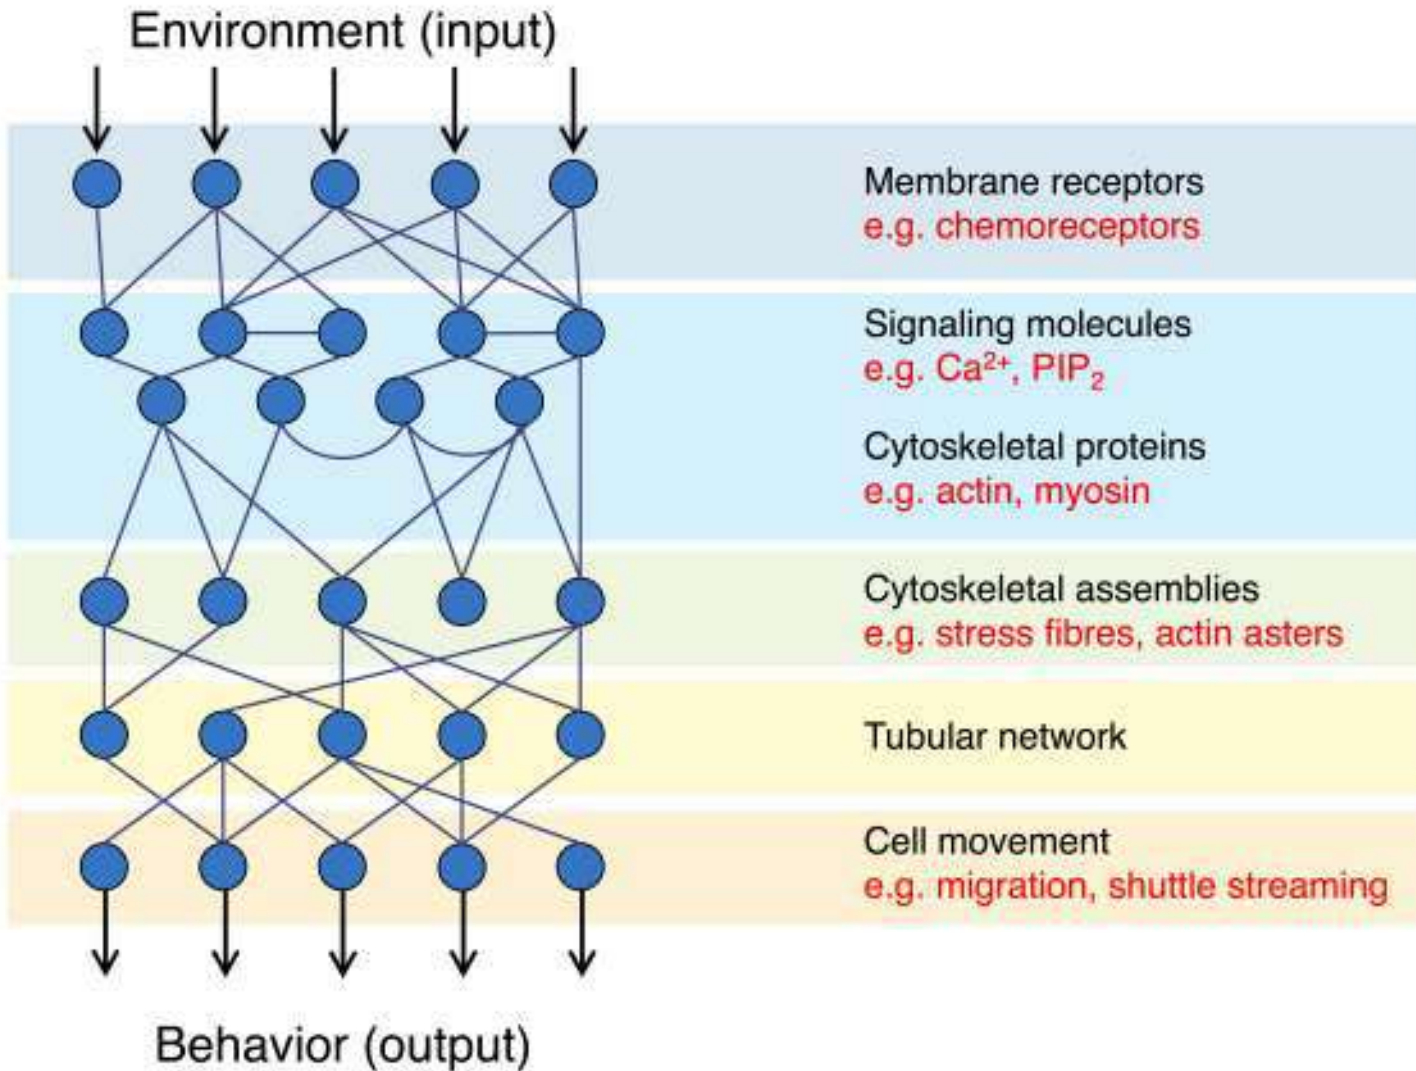 Environment (input)
Membrane receptors
e.g. chemoreceptors
Signaling molecules
e.g. Ca²⁺, PIP₂
Cytoskeletal proteins
e.g. actin, myosin
Cytoskeletal assemblies
e.g. stress fibres, actin asters
Tubular network
Cell movement
e.g. migration, shuttle streaming
Behavior (output)